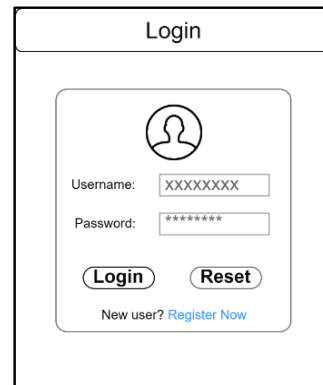 Login
Username: XXXXXXXX
Password: ********
Login Reset
New user? Register Now